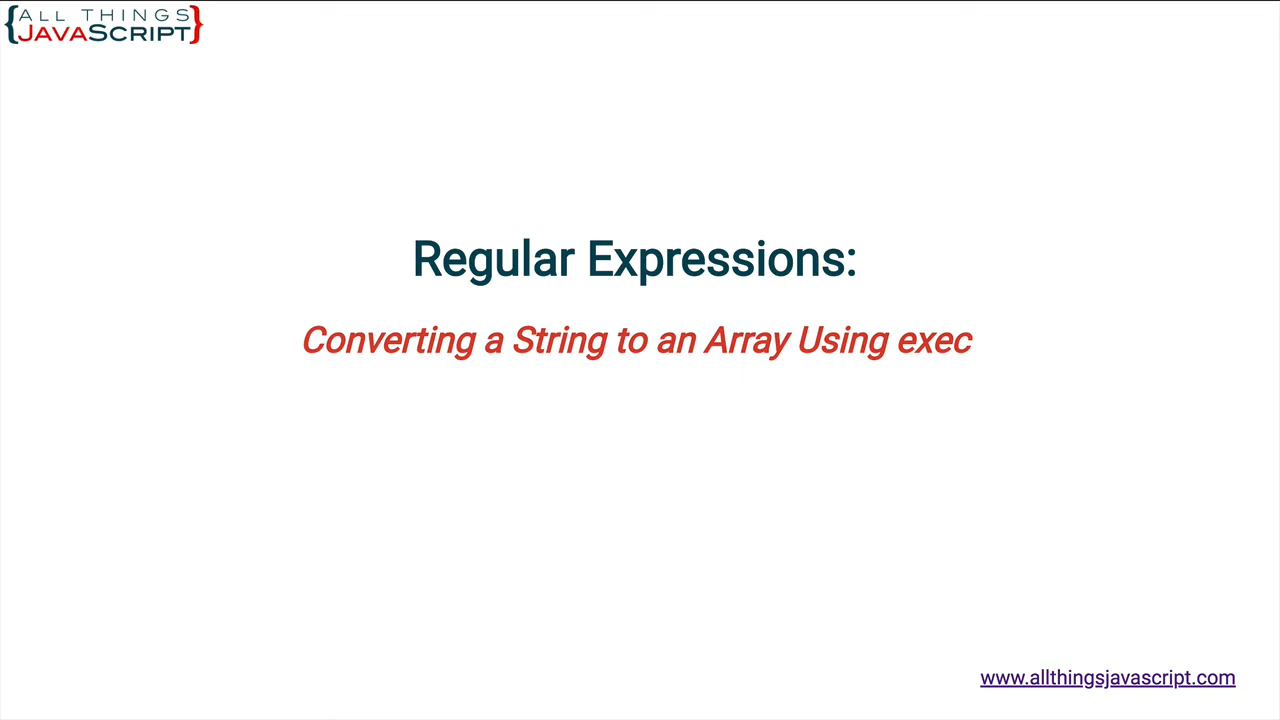 {ALL THINGS
JAVASCRIPT}
Regular Expressions:
Converting a String to an Array Using exec
www.allthingsjavascript.com